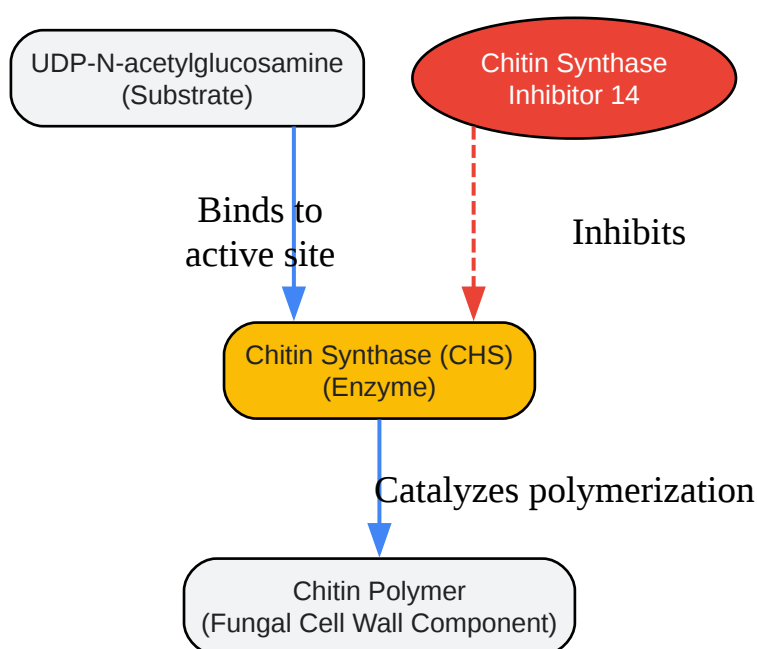 UDP-N-acetylglucosamine
(Substrate)
Chitin Synthase
Inhibitor 14
Binds to
active site
Inhibits
Chitin Synthase (CHS)
(Enzyme)
Catalyzes polymerization
Chitin Polymer
(Fungal Cell Wall Component)